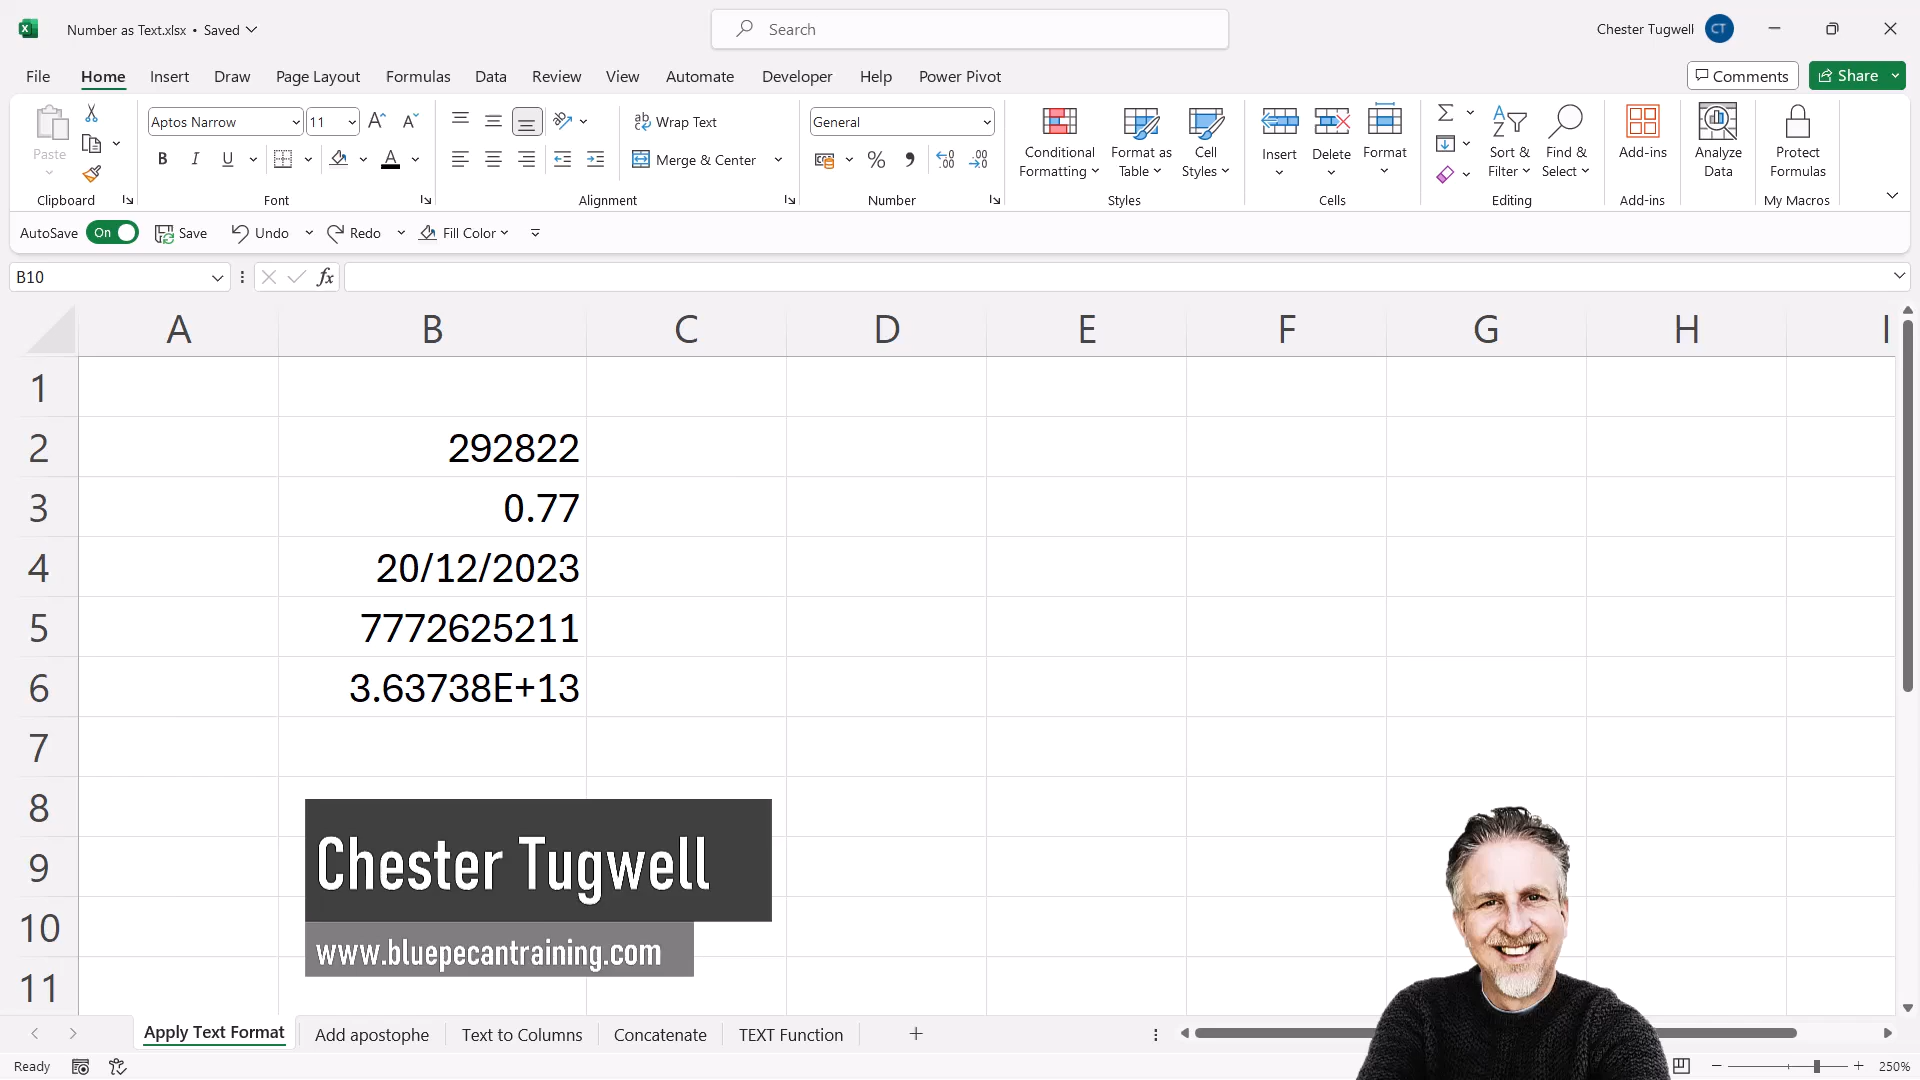 Number as Text.xlsx • Saved
Search
Chester Tugwell
CT
File
Home
Insert
Draw
Page Layout
Formulas
Data
Review
View
Automate
Developer
Help
Power Pivot
Comments
Share
Paste
Clipboard
Aptos Narrow
11
B I U
Font
Wrap Text
Merge & Center
Alignment
General
Number
Conditional
Formatting
Format as
Table
Cell
Styles
Styles
Insert
Delete
Format
Cells
Sort &
Filter
Find &
Select
Editing
Add-ins
Add-ins
Analyze
Data
Protect
Formulas
My Macros
AutoSave
On
Save
Undo
Redo
Fill Color
B10
fx
A B C D E F G H I
1
2 292822
3 0.77
4 20/12/2023
5 7772625211
6 3.63738E+13
7
8
9
10
11
Chester Tugwell
www.bluepecantraining.com
Apply Text Format
Add apostophe
Text to Columns
Concatenate
TEXT Function
Ready
250%